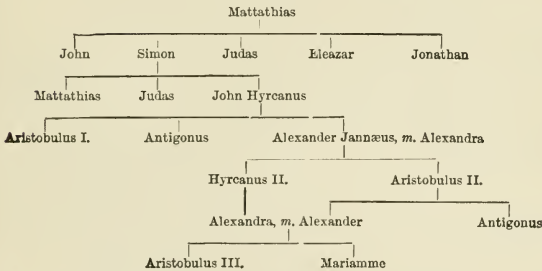 Mattathias
John Simon Judas Eleazar Jonathan
Mattathias Judas John Hyrcanus
Aristobulus I. Antigonus Alexander Jannæus, m. Alexandra
Hyrcanus II. Aristobulus II.
Alexandra, m. Alexander Antigonus
Aristobulus III. Mariamme